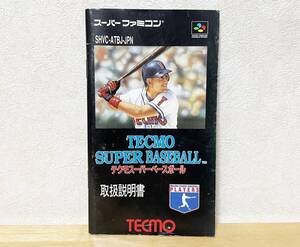 スーパーファミコン
SHVC-ATBJ-JPN
TECMO
SUPER BASEBALL™
テクモスーパーベースボール
取扱説明書
PLAYERS
TECMO